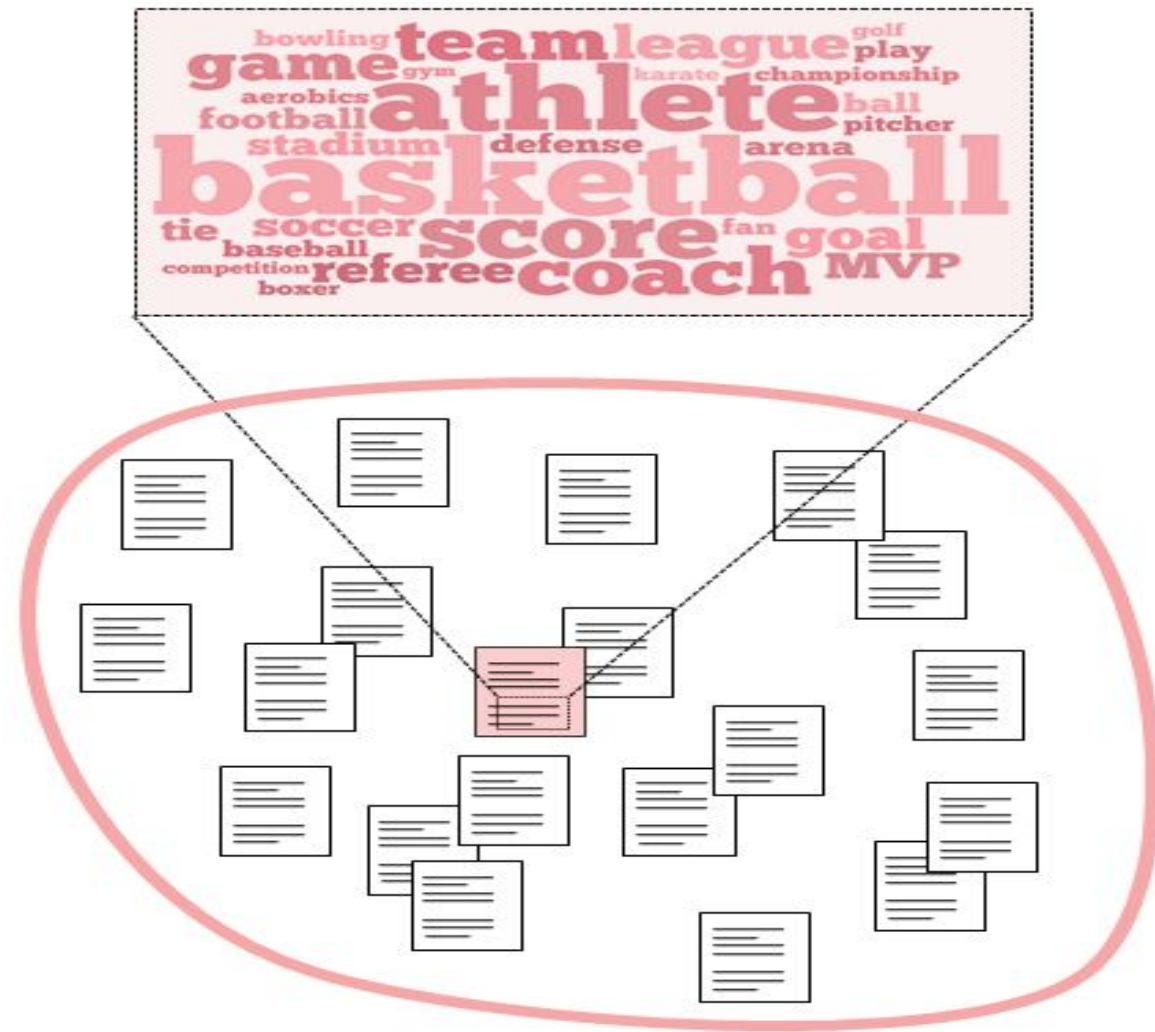 bowling team league golf
game gym karate play
championship
aerobics athlete ball
football pitcher
stadium defense arena
basketball
tie soccer score fan goal
baseball
competition referee coach MVP
boxer